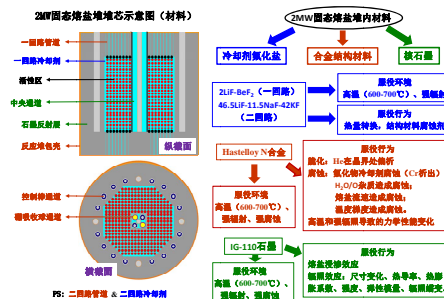 2MW固态熔盐堆堆芯示意图（材料）
一回路管道
一回路冷却剂
活性区
中央通道
石墨反射层
反应堆包壳
纵截面
控制棒通道
硼吸收球通道
横截面
PS: 二回路管道 & 二回路冷却剂
2MW固态熔盐堆内材料
冷却剂氟化盐
合金结构材料
核石墨
2LiF-BeF₂（一回路）
46.5LiF-11.5NaF-42KF
（二回路）
服役环境
高温（600-700℃）、强辐射
服役行为
热量转换，结构材料腐蚀剂
Hastelloy N合金
服役环境
高温（600-700℃）、
强辐射、强腐蚀
服役行为
脆化：He在晶界处偏析
腐蚀：氟化物冷却剂腐蚀（Cr析出）
H₂O/O杂质造成腐蚀；
熔盐流造成腐蚀；
温度梯度造成腐蚀。
高温和强辐照导致的力学性能变化
IG-110石墨
服役环境
高温（600-700℃）、
强辐射、强腐蚀
服役行为
熔盐浸渗效应
辐照效应：尺寸变化、热导率、热膨
胀系数、强度、弹性模量、辐照蠕变